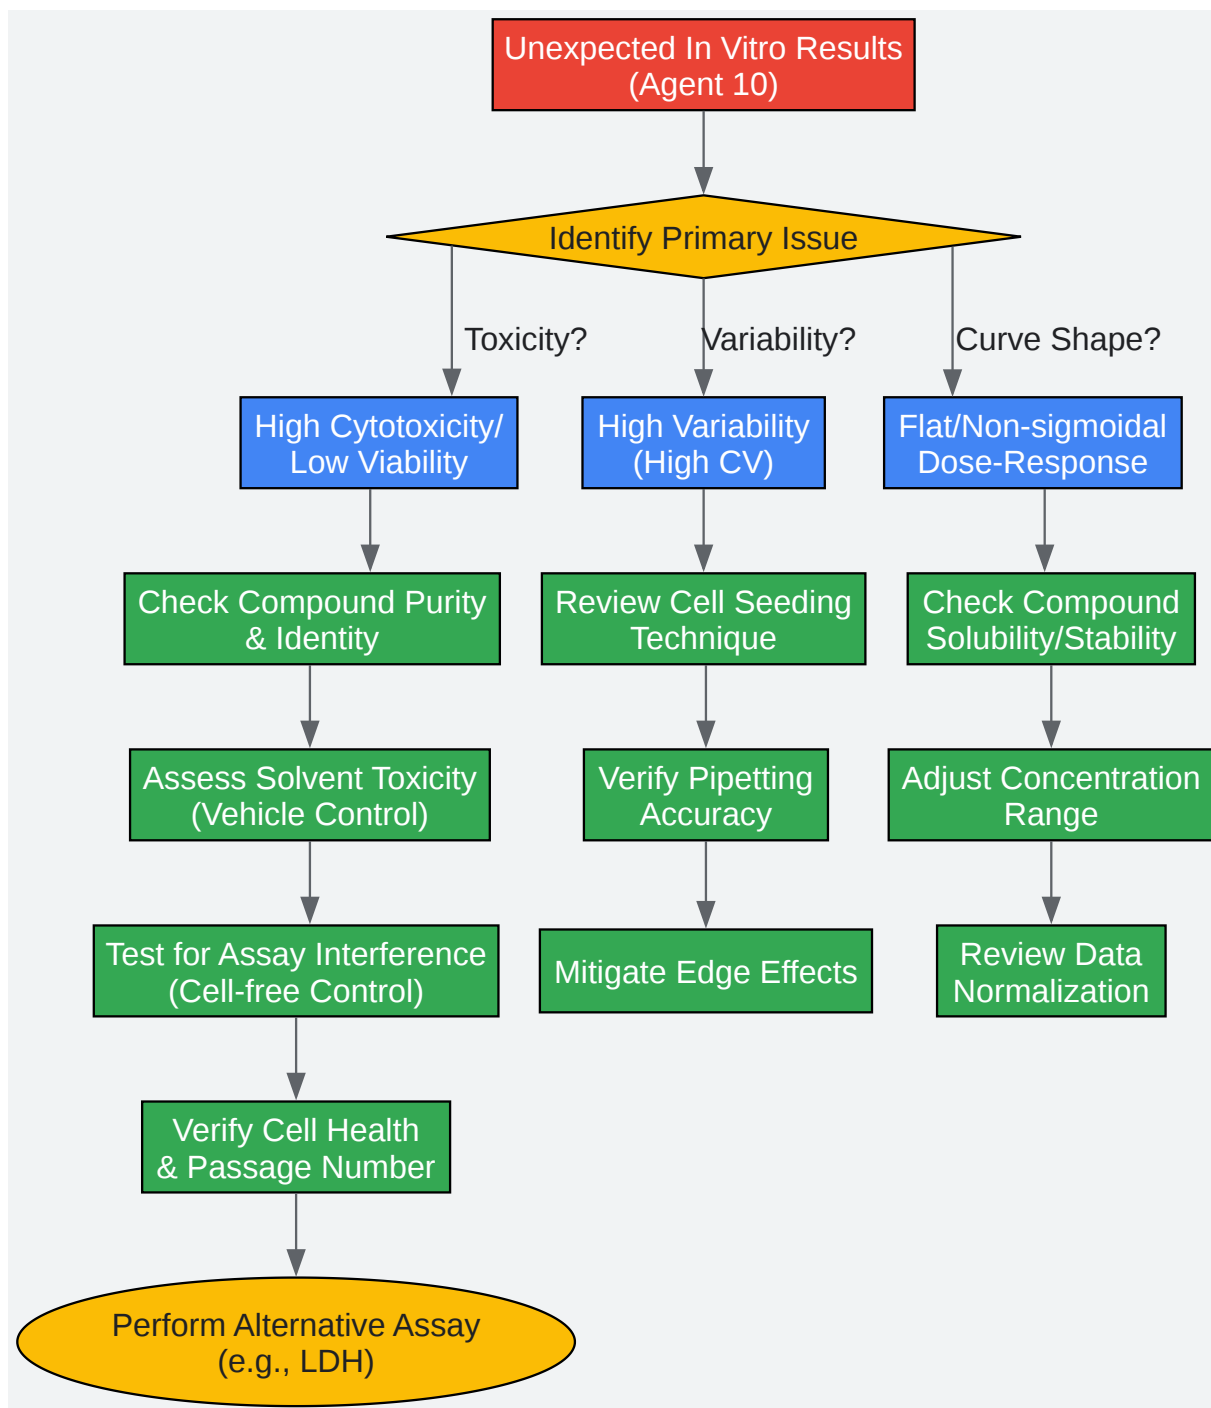 Unexpected In Vitro Results
(Agent 10)
Identify Primary Issue
Toxicity?
Variability?
Curve Shape?
High Cytotoxicity/
Low Viability
High Variability
(High CV)
Flat/Non-sigmoidal
Dose-Response
Check Compound Purity
& Identity
Review Cell Seeding
Technique
Check Compound
Solubility/Stability
Assess Solvent Toxicity
(Vehicle Control)
Verify Pipetting
Accuracy
Adjust Concentration
Range
Test for Assay Interference
(Cell-free Control)
Mitigate Edge Effects
Review Data
Normalization
Verify Cell Health
& Passage Number
Perform Alternative Assay
(e.g., LDH)